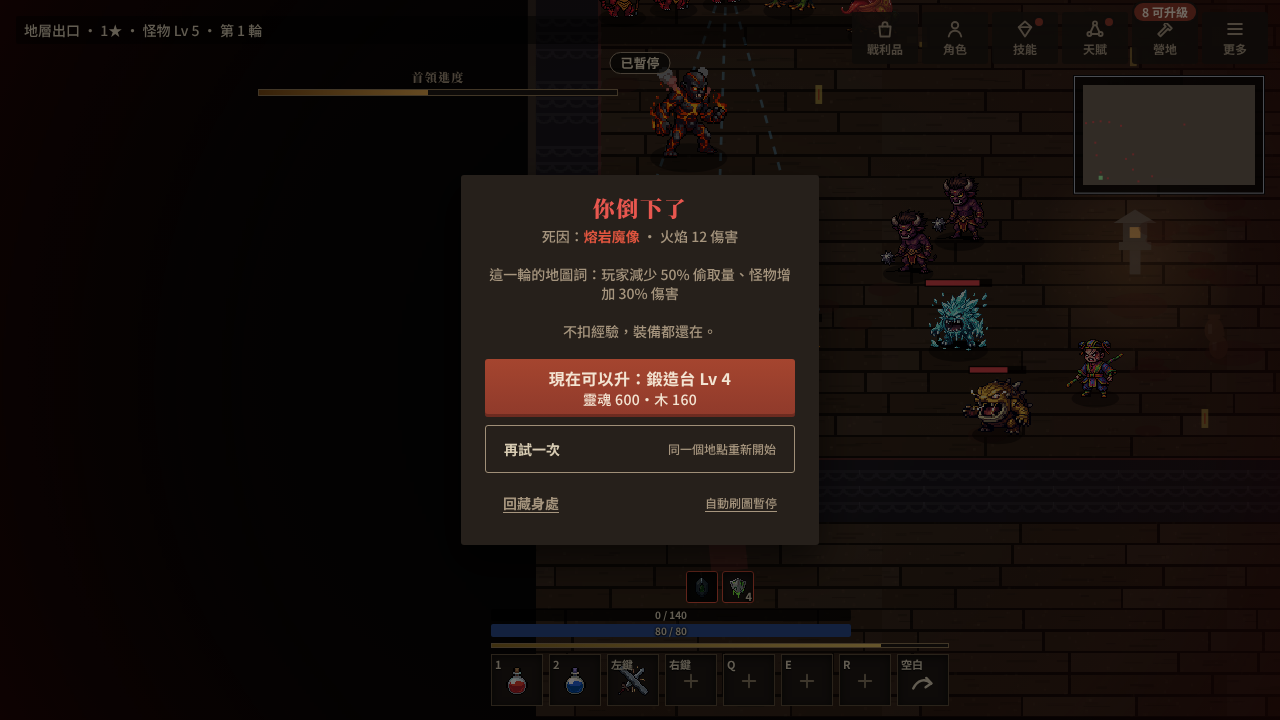 地層出口 · 1★ · 怪物 Lv 5 · 第 1 輪
8 可升級
戰利品
角色
技能
天賦
營地
更多
已暫停
首領進度
你倒下了
死因：熔岩魔像 · 火焰 12 傷害
這一輪的地圖詞：玩家減少 50% 偷取量、怪物增
加 30% 傷害
不扣經驗，裝備都還在。
現在可以升：鍛造台 Lv 4
靈魂 600・木 160
再試一次
同一個地點重新開始
回藏身處
自動刷圖暫停
4
0 / 140
80 / 80
1
2
左鍵
右鍵
Q
E
R
空白